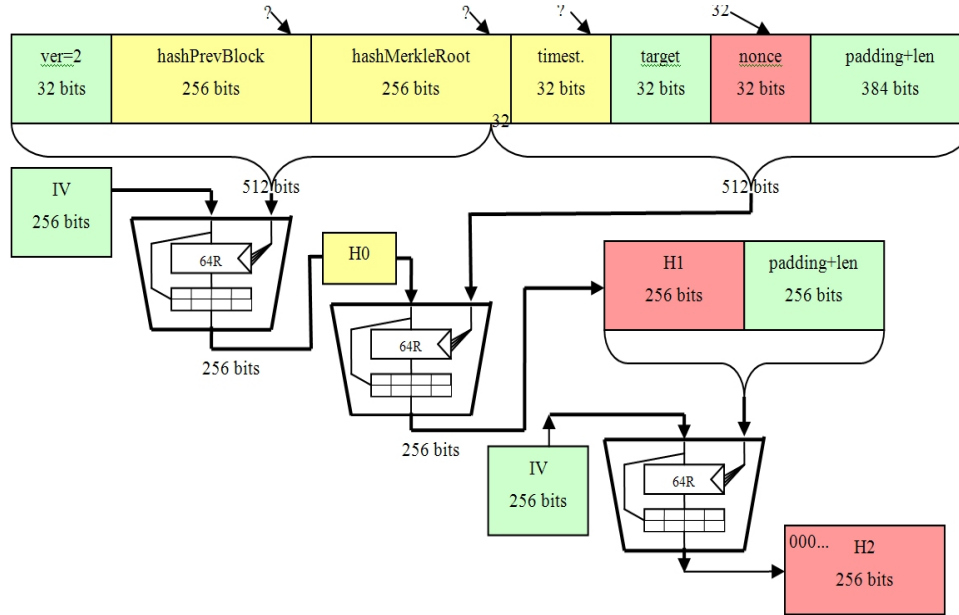 ? ? ? 32
ver=2 hashPrevBlock hashMerkleRoot timest. target nonce padding+len
32 bits 256 bits 256 bits 32 bits 32 bits 32 bits 384 bits
32
512 bits 512 bits
IV
256 bits
64R
H0
256 bits
64R
256 bits
H1 padding+len
256 bits 256 bits
IV
256 bits
64R
000... H2
256 bits